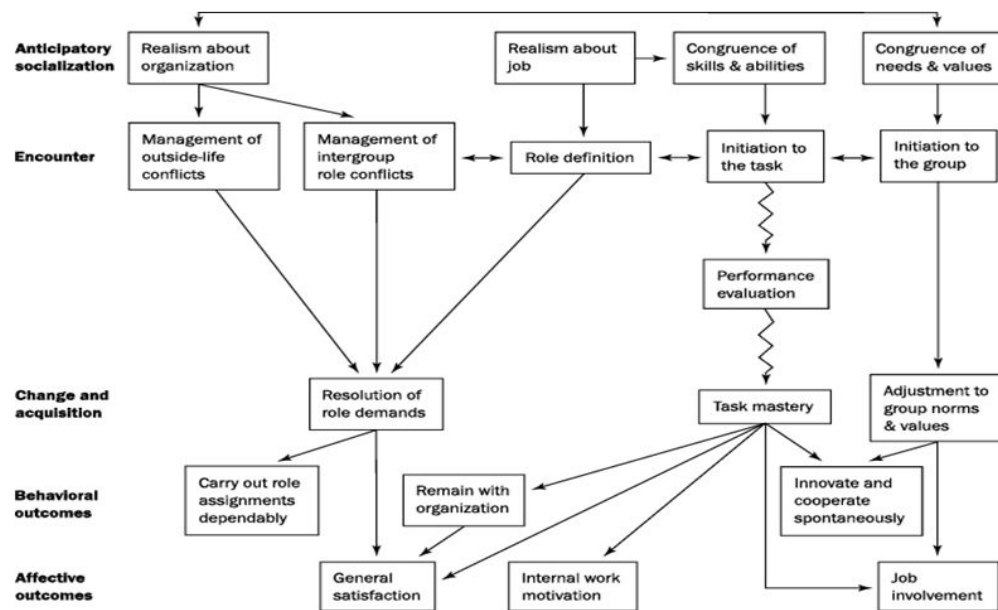 Anticipatory
socialization
Realism about
organization
Realism about
job
Congruence of
skills & abilities
Congruence of
needs & values
Encounter
Management of
outside-life
conflicts
Management of
intergroup
role conflicts
Role definition
Initiation to
the task
Initiation to
the group
Performance
evaluation
Change and
acquisition
Resolution of
role demands
Task mastery
Adjustment to
group norms
& values
Behavioral
outcomes
Carry out role
assignments
dependably
Remain with
organization
Innovate and
cooperate
spontaneously
Affective
outcomes
General
satisfaction
Internal work
motivation
Job
involvement